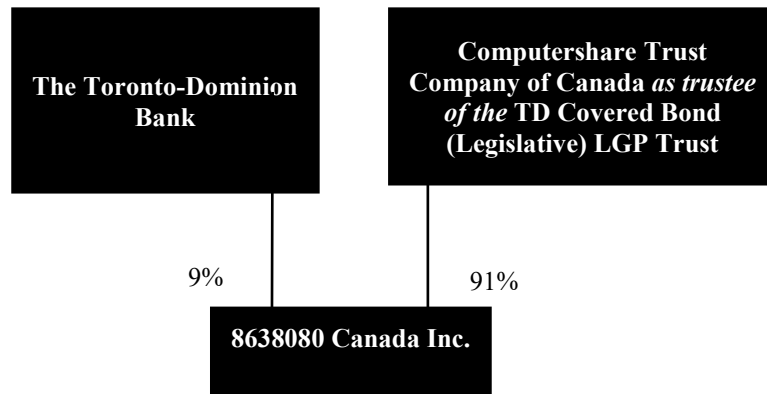 The Toronto-Dominion
Bank
Computershare Trust
Company of Canada as trustee
of the TD Covered Bond
(Legislative) LGP Trust
9%
91%
8638080 Canada Inc.